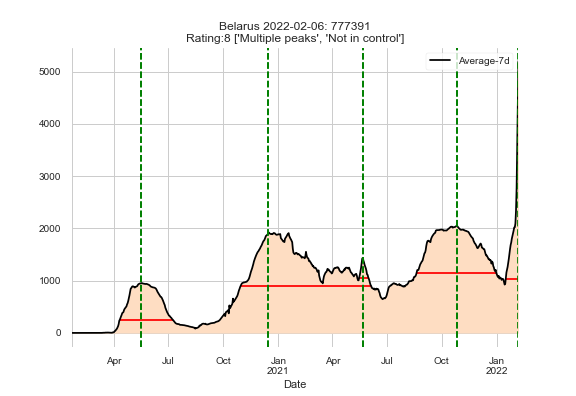 Belarus 2022-02-06: 777391
Rating:8 ['Multiple peaks', 'Not in control']
Average-7d
5000
4000
3000
2000
1000
0
Apr Jul Oct Jan Apr Jul Oct Jan
2021 2022
Date